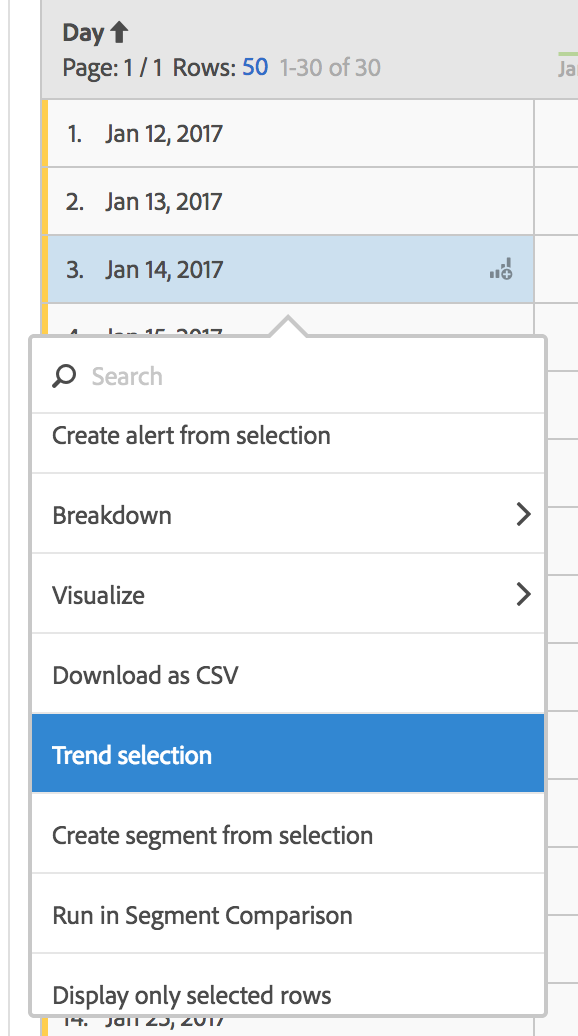 Day
Page: 1 / 1 Rows: 50 1-30 of 30
Ja
1. Jan 12, 2017
2. Jan 13, 2017
3. Jan 14, 2017
4. Jan 15, 2017
Search
Create alert from selection
Breakdown
Visualize
Download as CSV
Trend selection
Create segment from selection
Run in Segment Comparison
Display only selected rows
14. Jan 25, 2017